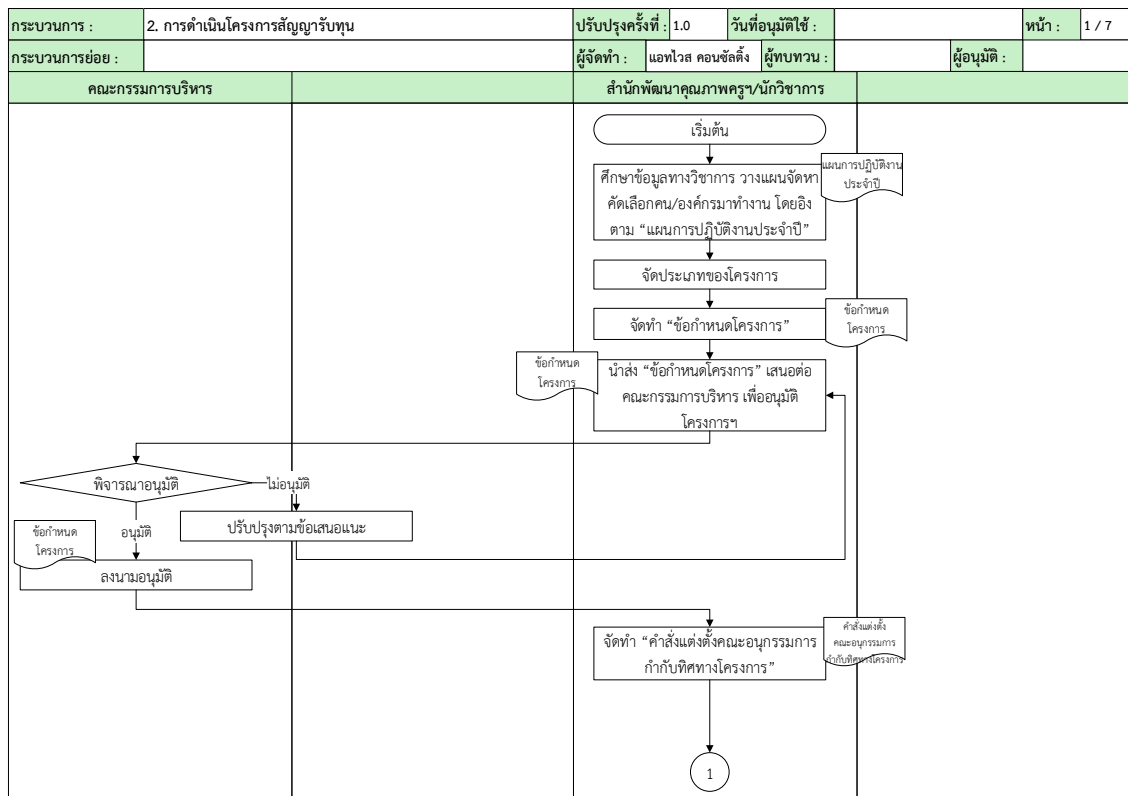 กระบวนการ : 2. การดำเนินโครงการสัญญารับทุน ปรับปรุงครั้งที่ : 1.0 วันที่อนุมัติใช้ : หน้า : 1 / 7
กระบวนการย่อย : ผู้จัดทำ : แอทไวส คอนซัลติ้ง ผู้ทบทวน : ผู้อนุมัติ :
คณะกรรมการบริหาร สำนักพัฒนาคุณภาพครูฯ/นักวิชาการ
เริ่มต้น
แผนการปฏิบัติงาน
ประจำปี
ศึกษาข้อมูลทางวิชาการ วางแผนจัดหา
คัดเลือกคน/องค์กรมาทำงาน โดยอิง
ตาม “แผนการปฏิบัติงานประจำปี”
จัดประเภทของโครงการ
จัดทำ “ข้อกำหนดโครงการ”
ข้อกำหนด
โครงการ
ข้อกำหนด
โครงการ
นำส่ง “ข้อกำหนดโครงการ” เสนอต่อ
คณะกรรมการบริหาร เพื่ออนุมัติ
โครงการฯ
พิจารณาอนุมัติ
ไม่อนุมัติ
ปรับปรุงตามข้อเสนอแนะ
อนุมัติ
ข้อกำหนด
โครงการ
ลงนามอนุมัติ
จัดทำ “คำสั่งแต่งตั้งคณะอนุกรรมการ
กำกับทิศทางโครงการ”
คำสั่งแต่งตั้ง
คณะอนุกรรมการ
กำกับทิศทางโครงการ
1